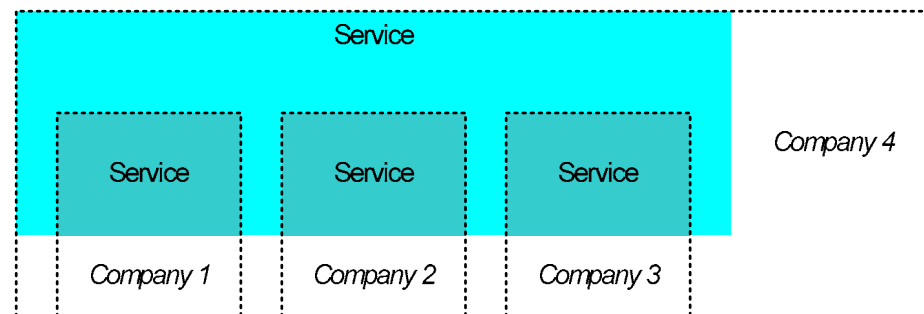 Service
Company 4
Service
Service
Service
Company 1
Company 2
Company 3